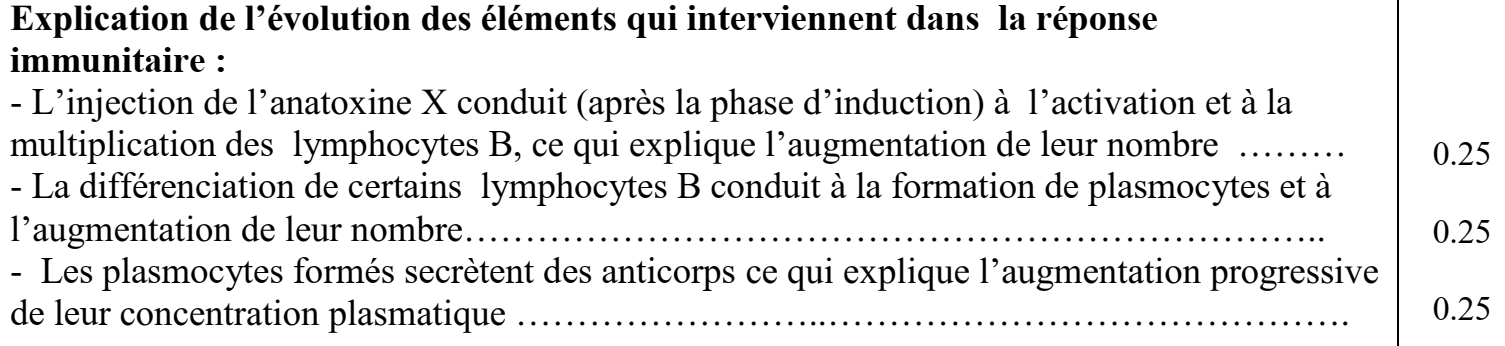 Explication de l’évolution des éléments qui interviennent dans  la réponse
immunitaire :
- L’injection de l’anatoxine X conduit (après la phase d’induction) à  l’activation et à la
multiplication des  lymphocytes B, ce qui explique l’augmentation de leur nombre  ……… 0.25
- La différenciation de certains  lymphocytes B conduit à la formation de plasmocytes et à
l’augmentation de leur nombre………………………………………………………………….. 0.25
-  Les plasmocytes formés secrètent des anticorps ce qui explique l’augmentation progressive
de leur concentration plasmatique …………………….………………………………………. 0.25